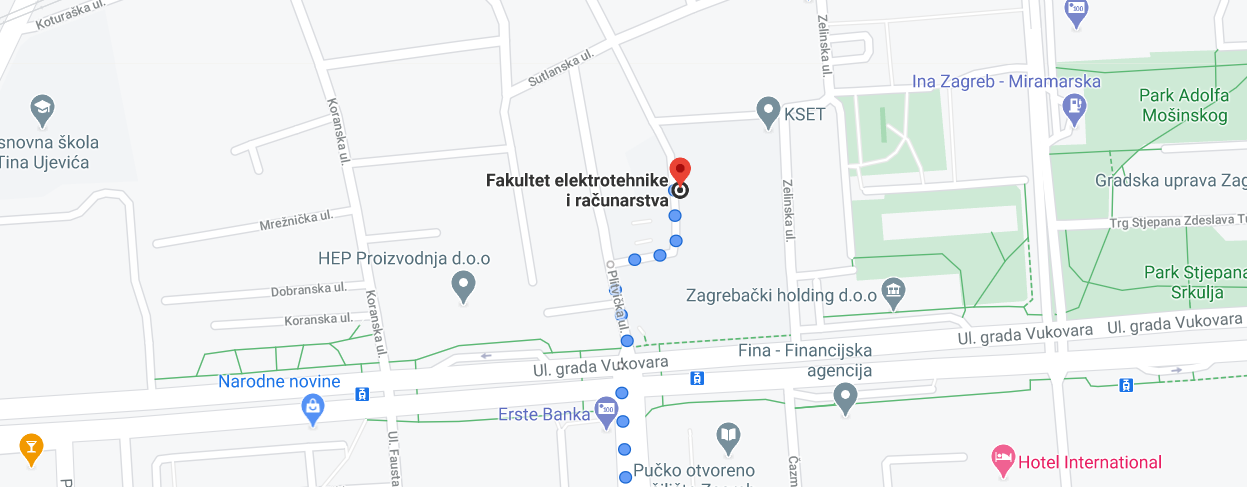 Koturaška ul.
Zelinska ul.
Sutlanska ul.
Ina Zagreb - Miramarska
Park Adolfa
Mošinskog
KSET
Koranska ul.
snovna škola
Tina Ujevića
Fakultet elektrotehnike
i računarstva
Zelinska ul.
Gradska uprava Zag
Mrežnička ul.
Trg Stjepana Zdeslava Tu
HEP Proizvodnja d.o.o
Plitvička ul.
Park Stjepana
Srkulja
Dobranska ul.
Zagrebački holding d.o.o
Koranska ul.
Koranska ul.
Ul. grada Vukovara
Ul. grada Vukovara
Ul. grada Vukovara
Fina - Financijska
agencija
Narodne novine
Erste Banka
Ul. Fausta
Čazm
Pučko otvoreno
Hotel International